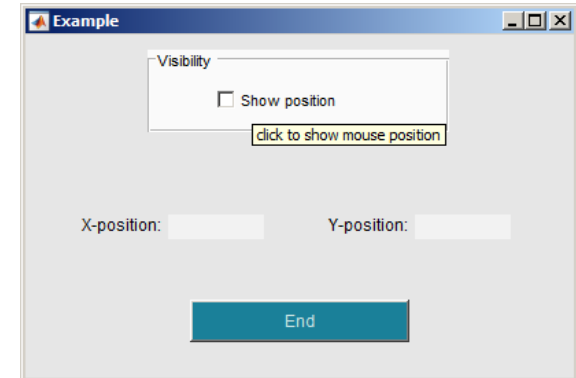 Example
Visibility
Show position
click to show mouse position
X-position:
Y-position:
End